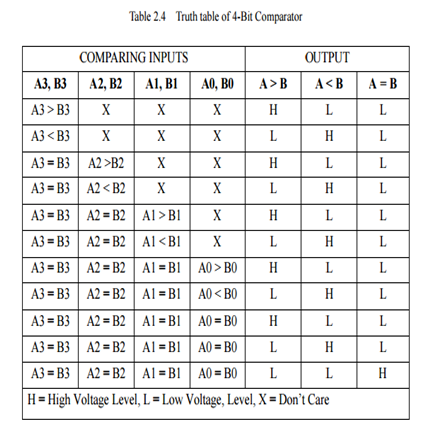 Table 2.4 Truth table of 4-Bit Comparator
COMPARING INPUTS OUTPUT
A3, B3 A2, B2 A1, B1 A0, B0 A > B A < B A = B
A3 > B3 X X X H L L
A3 < B3 X X X L H L
A3 = B3 A2 >B2 X X H L L
A3 = B3 A2 < B2 X X L H L
A3 = B3 A2 = B2 A1 > B1 X H L L
A3 = B3 A2 = B2 A1 < B1 X L H L
A3 = B3 A2 = B2 A1 = B1 A0 > B0 H L L
A3 = B3 A2 = B2 A1 = B1 A0 < B0 L H L
A3 = B3 A2 = B2 A1 = B1 A0 = B0 H L L
A3 = B3 A2 = B2 A1 = B1 A0 = B0 L H L
A3 = B3 A2 = B2 A1 = B1 A0 = B0 L L H
H = High Voltage Level, L = Low Voltage, Level, X = Don't Care